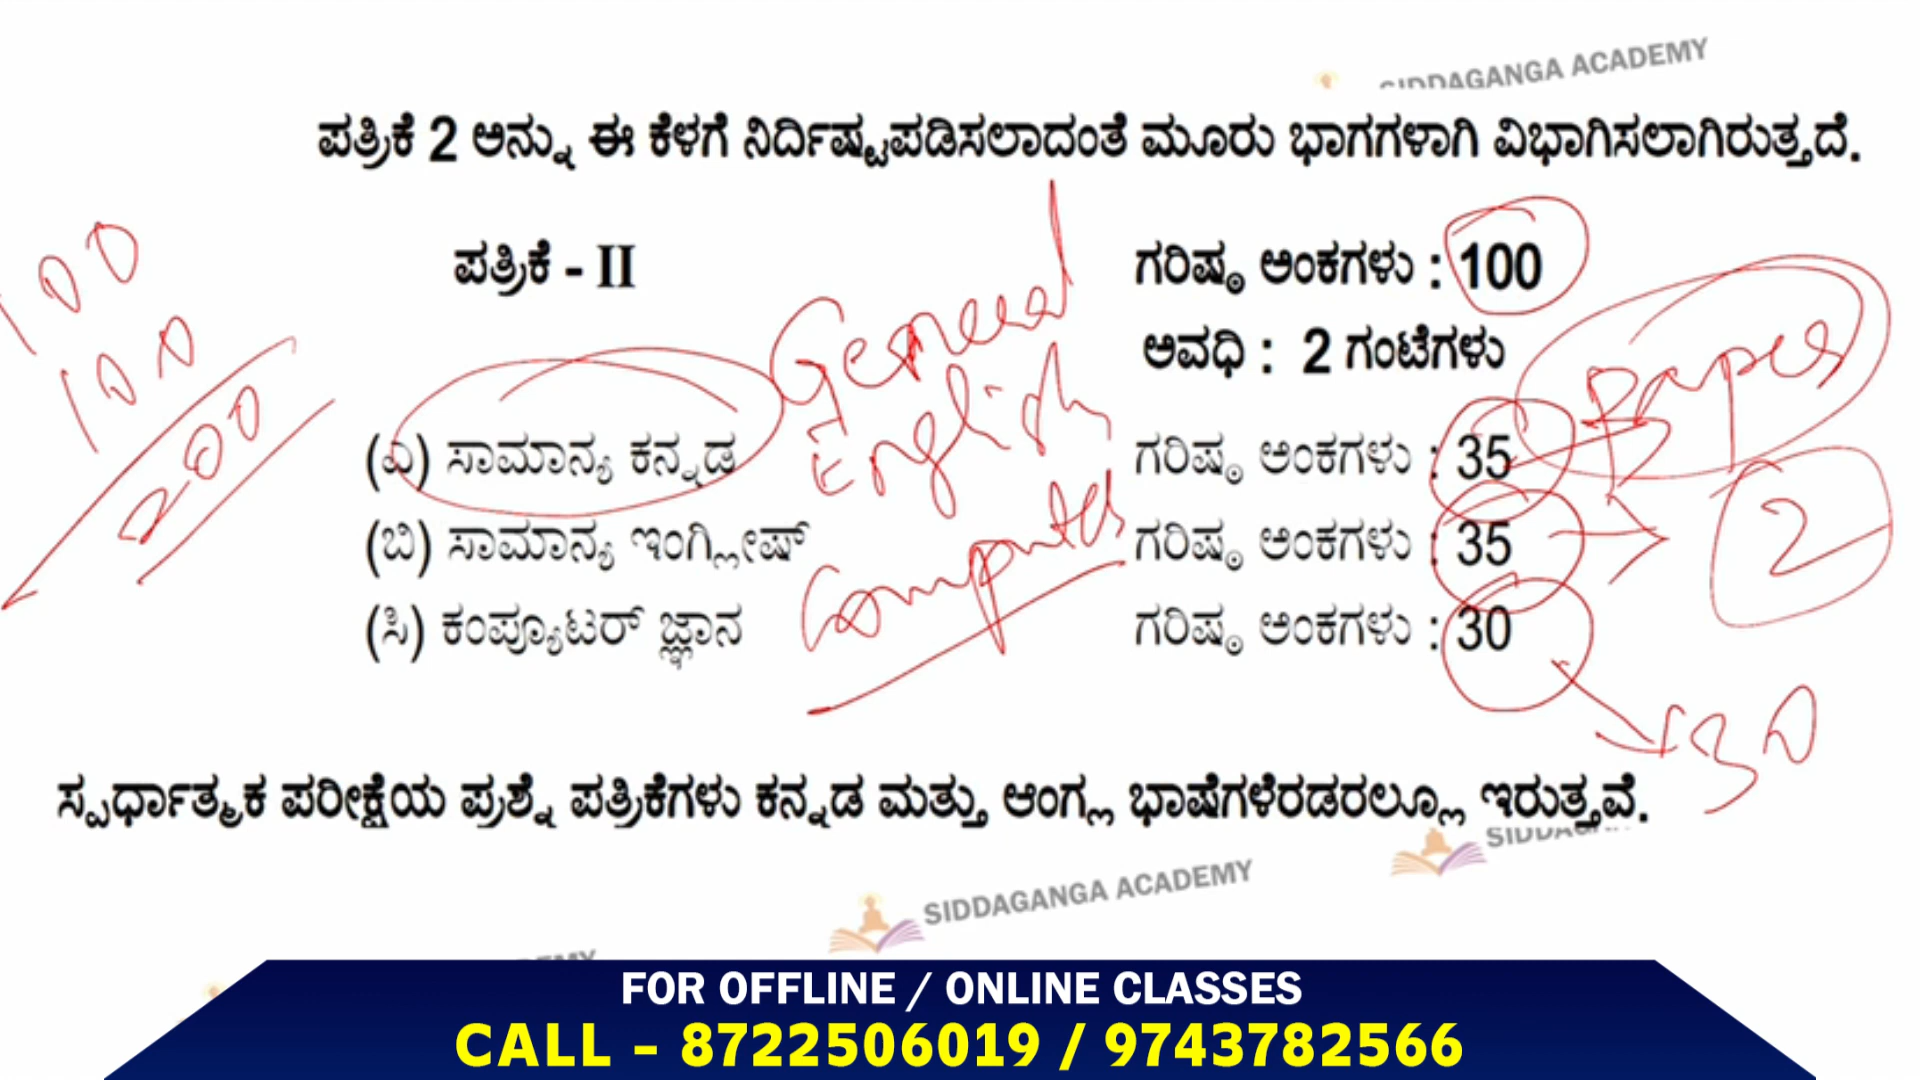 SIDDAGANGA ACADEMY
ಪತ್ರಿಕೆ 2 ಅನ್ನು ಈ ಕೆಳಗೆ ನಿರ್ದಿಷ್ಟಪಡಿಸಲಾದಂತೆ ಮೂರು ಭಾಗಗಳಾಗಿ ವಿಭಾಗಿಸಲಾಗಿರುತ್ತದೆ.
ಪತ್ರಿಕೆ - II ಗರಿಷ್ಠ ಅಂಕಗಳು : 100
100
100
200
General
English
Computer
ಅವಧಿ : 2 ಗಂಟೆಗಳು
Paper
2
(ಎ) ಸಾಮಾನ್ಯ ಕನ್ನಡ ಗರಿಷ್ಠ ಅಂಕಗಳು : 35
(ಬಿ) ಸಾಮಾನ್ಯ ಇಂಗ್ಲೀಷ್ ಗರಿಷ್ಠ ಅಂಕಗಳು : 35
(ಸಿ) ಕಂಪ್ಯೂಟರ್ ಜ್ಞಾನ ಗರಿಷ್ಠ ಅಂಕಗಳು : 30
30
ಸ್ಪರ್ಧಾತ್ಮಕ ಪರೀಕ್ಷೆಯ ಪ್ರಶ್ನೆ ಪತ್ರಿಕೆಗಳು ಕನ್ನಡ ಮತ್ತು ಆಂಗ್ಲ ಭಾಷೆಗಳೆರಡರಲ್ಲೂ ಇರುತ್ತವೆ.
SIDDAGANGA ACADEMY
FOR OFFLINE / ONLINE CLASSES
CALL - 8722506019 / 9743782566